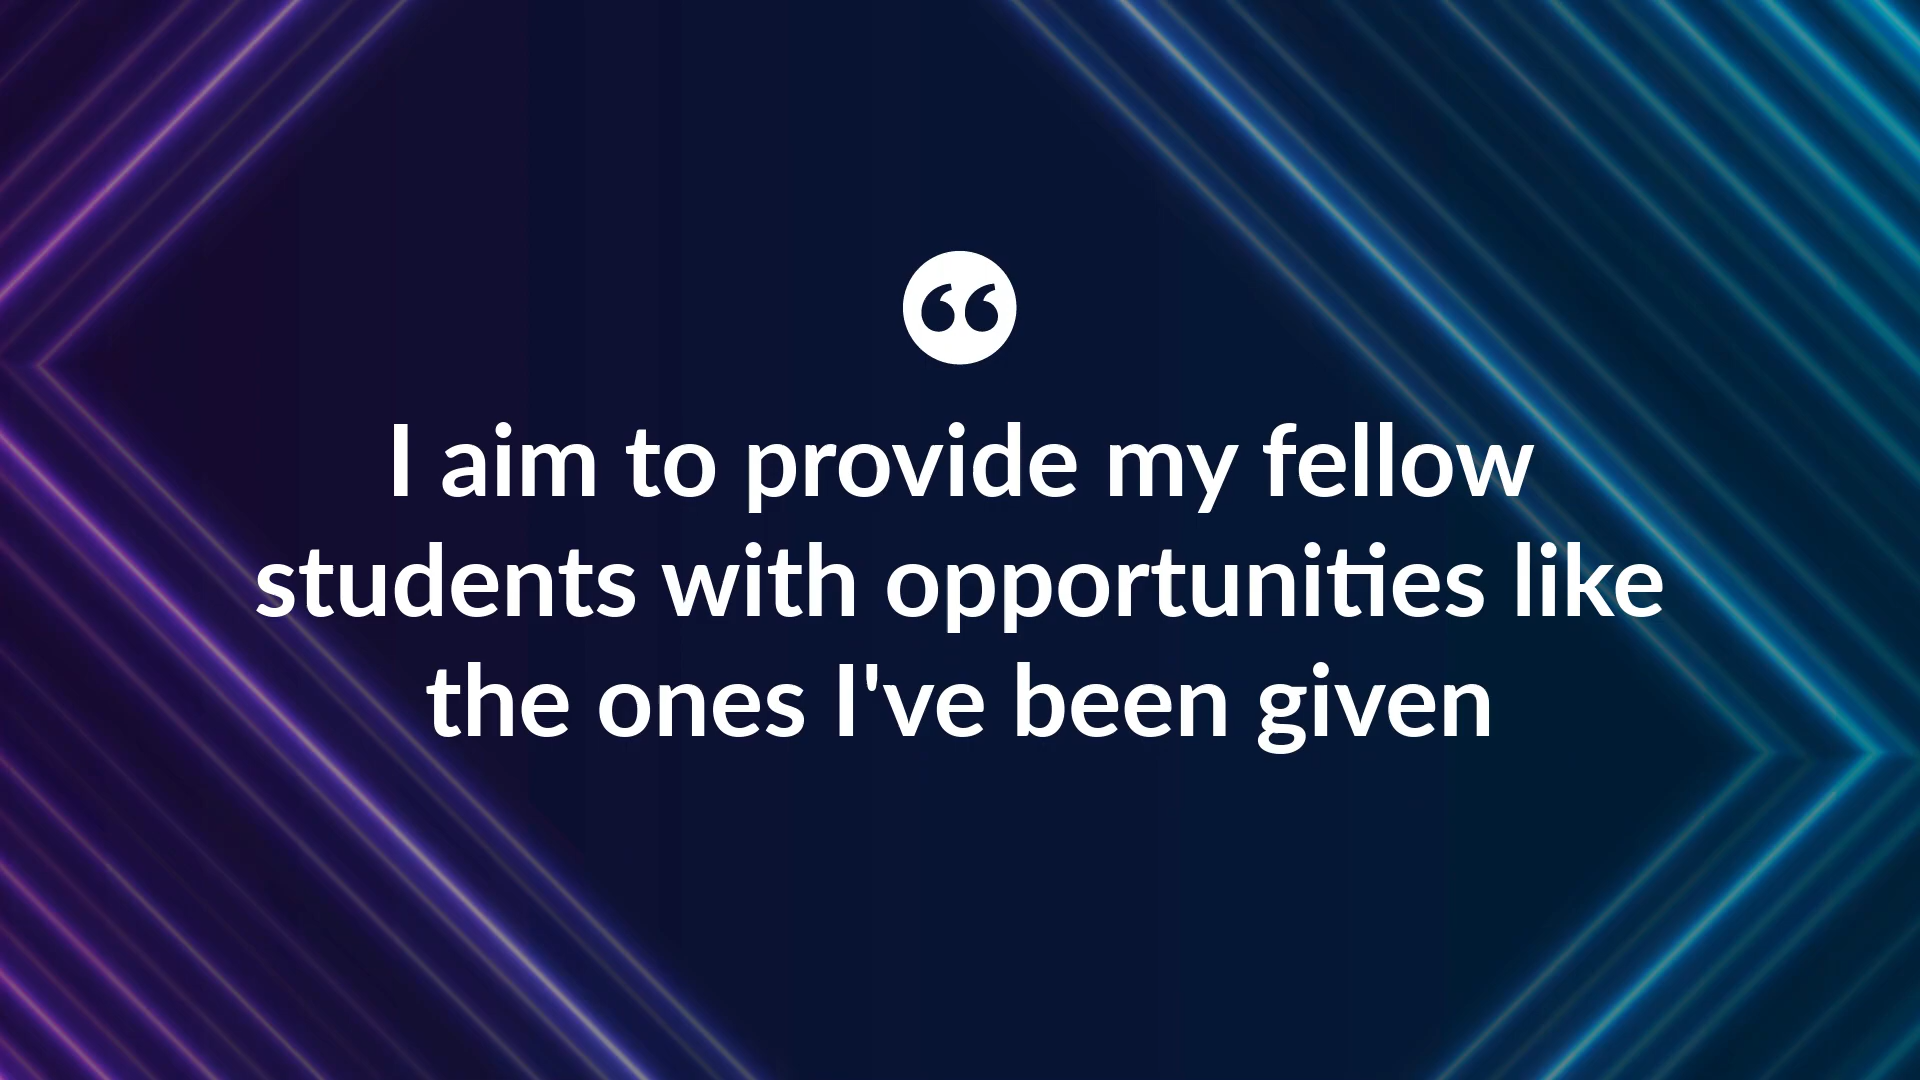 “
I aim to provide my fellow
students with opportunities like
the ones I've been given